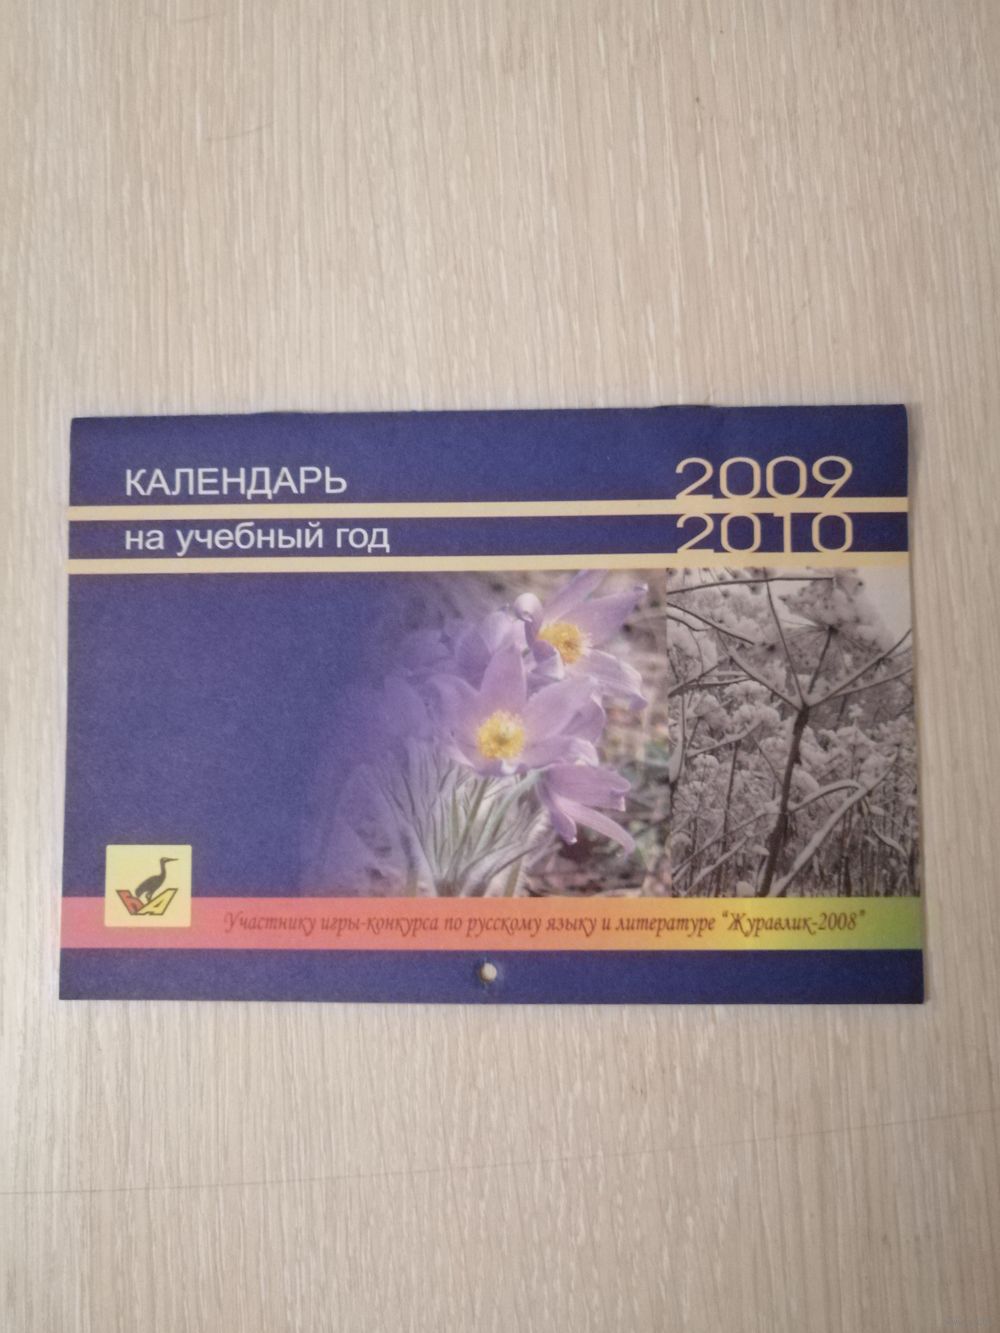 КАЛЕНДАРЬ
на учебный год
2009
2010
Участнику игры-конкурса по русскому языку и литературе "Журавлик-2008"